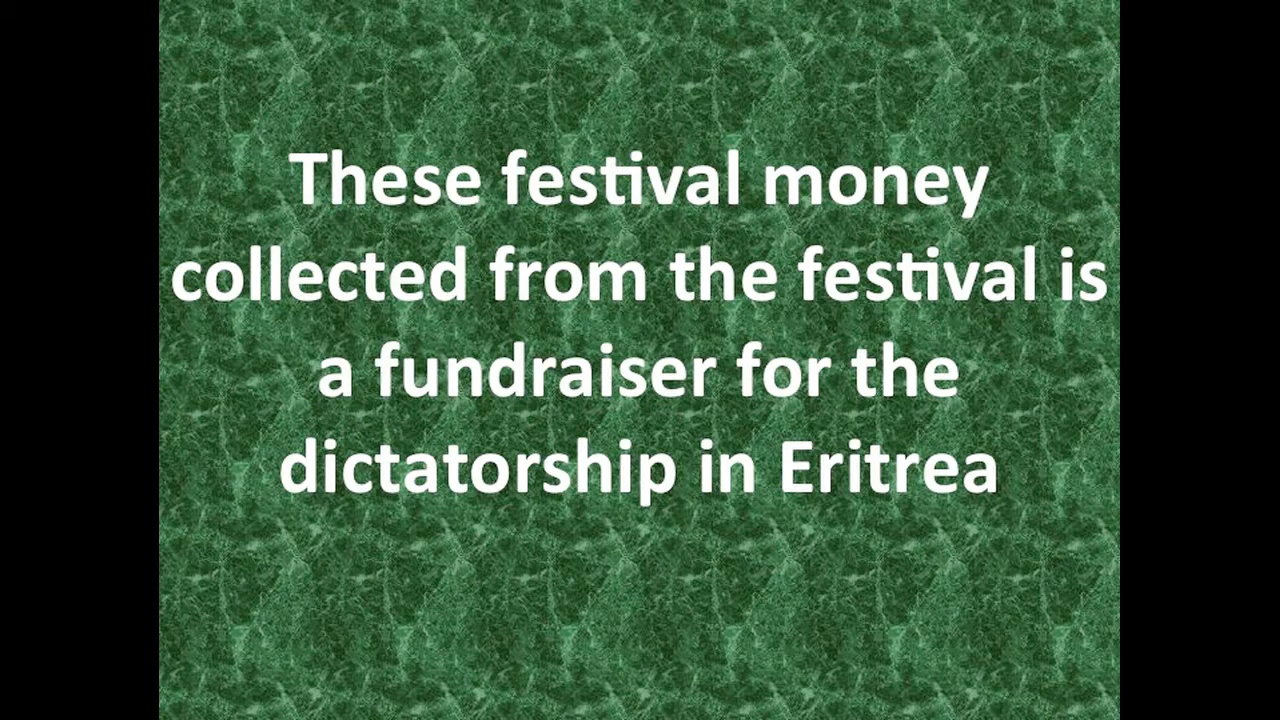 These festival money
collected from the festival is
a fundraiser for the
dictatorship in Eritrea